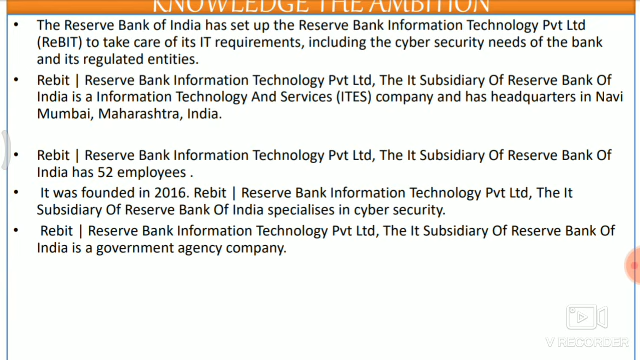 KNOWLEDGE THE AMBITION
• The Reserve Bank of India has set up the Reserve Bank Information Technology Pvt Ltd
(ReBIT) to take care of its IT requirements, including the cyber security needs of the bank
and its regulated entities.
• Rebit | Reserve Bank Information Technology Pvt Ltd, The It Subsidiary Of Reserve Bank Of
India is a Information Technology And Services (ITES) company and has headquarters in Navi
Mumbai, Maharashtra, India.
• Rebit | Reserve Bank Information Technology Pvt Ltd, The It Subsidiary Of Reserve Bank Of
India has 52 employees .
• It was founded in 2016. Rebit | Reserve Bank Information Technology Pvt Ltd, The It
Subsidiary Of Reserve Bank Of India specialises in cyber security.
• Rebit | Reserve Bank Information Technology Pvt Ltd, The It Subsidiary Of Reserve Bank Of
India is a government agency company.
V RECORDER